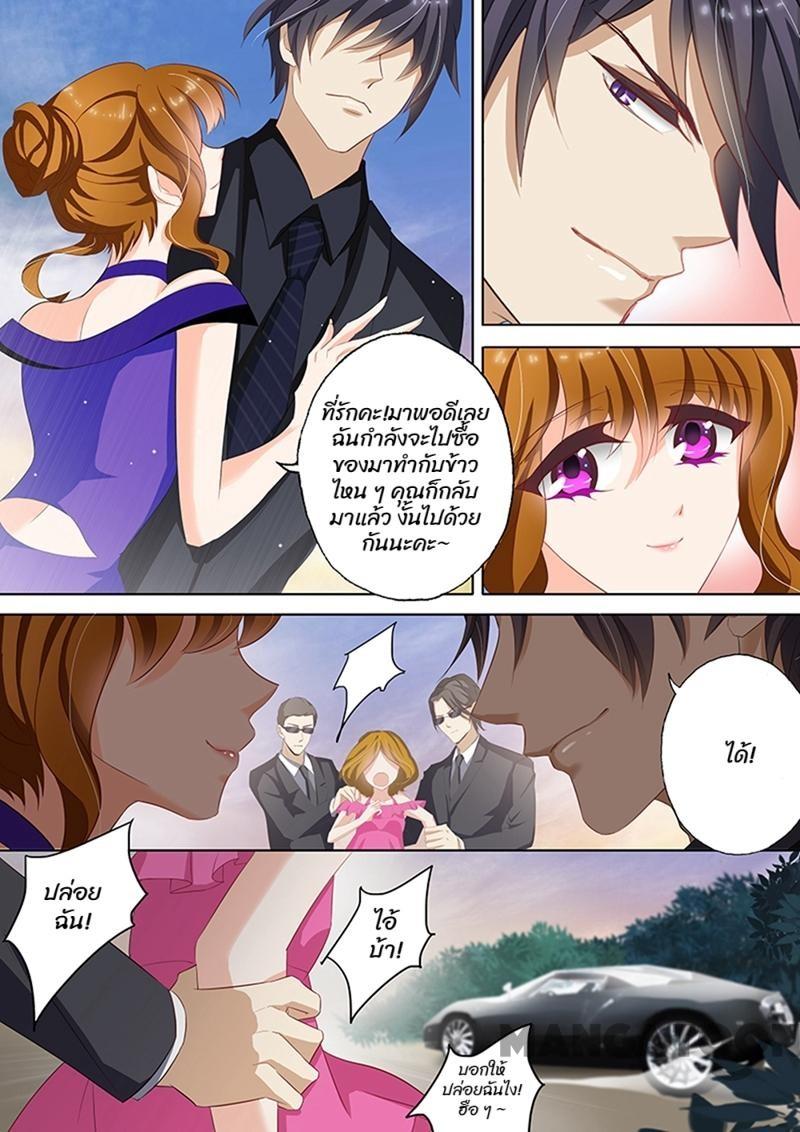 ที่รักคะ!มาพอดีเลย
ฉันกำลังจะไปซื้อ
ของมาทำกับข้าว
ไหน ๆ คุณก็กลับ
มาแล้ว งั้นไปด้วย
กันนะคะ~
ได้!
ปล่อย
ฉัน!
ไอ้
บ้า!
บอกให้
ปล่อยฉันไง!
ฮือ ๆ ~